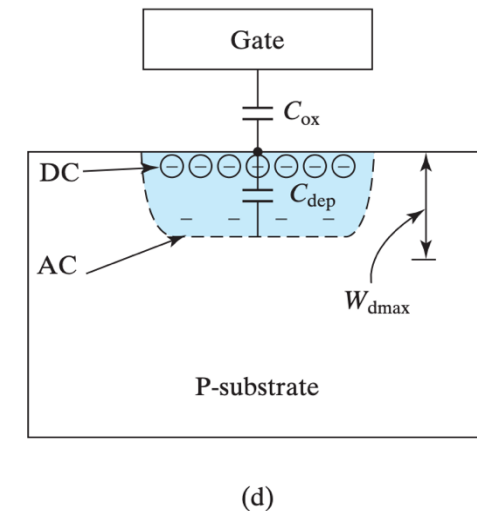 Gate
C_ox
DC
C_dep
AC
W_dmax
P-substrate
(d)